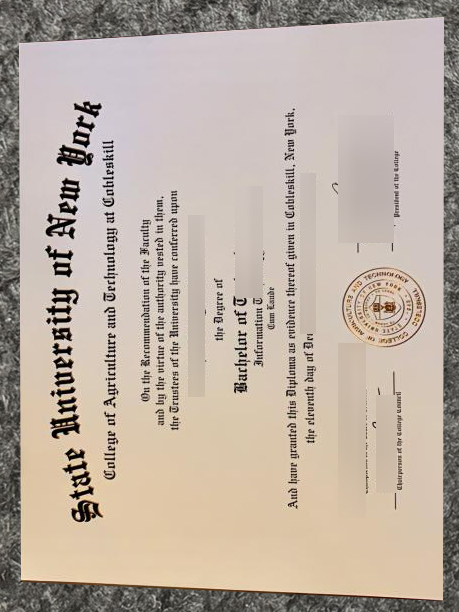 State University of New York
College of Agriculture and Technology at Cobleskill
On the Recommendation of the Faculty
and by the virtue of the authority vested in them,
the Trustees of the University have conferred upon
the Degree of
Bachelor of T
Information T
Cum Laude
And have granted this Diploma as evidence thereof given in Cobleskill, New York,
the eleventh day of De
Chairperson of the College Council
President of the College